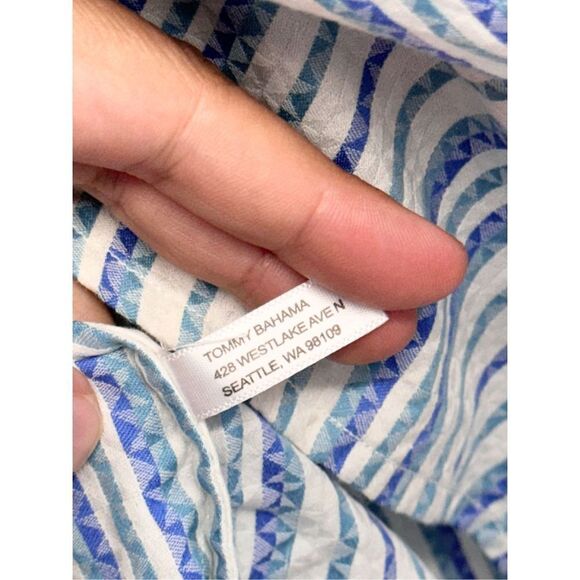 TOMMY BAHAMA
428 WESTLAKE AVE N
SEATTLE, WA 98109